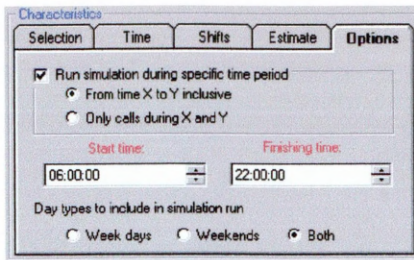 Characteristics
Selection Time Shifts Estimate Options
Run simulation during specific time period
From time X to Y inclusive
Only calls during X and Y
Start time: Finishing time:
06:00:00 22:00:00
Day types to include in simulation run
Week days Weekends Both